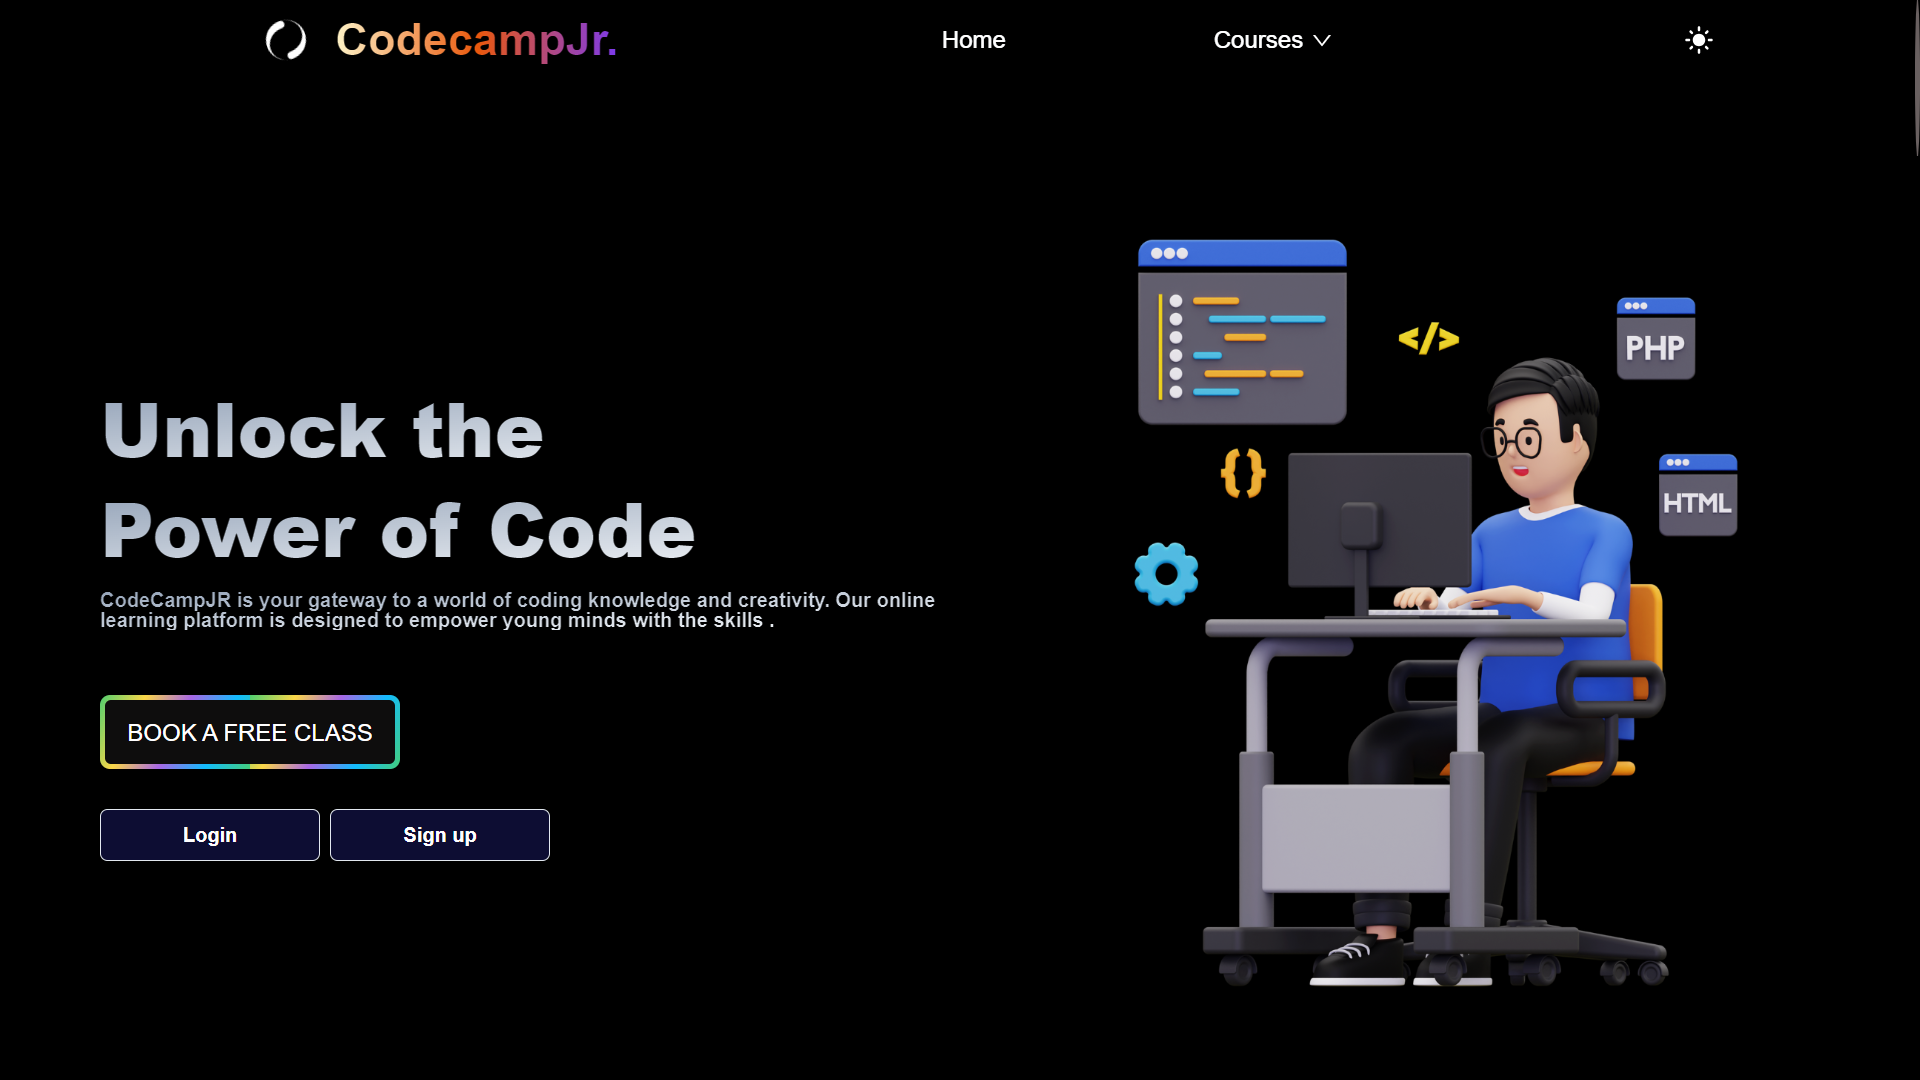 CodecampJr.
Home
Courses
Unlock the
Power of Code
CodeCampJR is your gateway to a world of coding knowledge and creativity. Our online
learning platform is designed to empower young minds with the skills .
BOOK A FREE CLASS
Login
Sign up
</>
PHP
{}
HTML